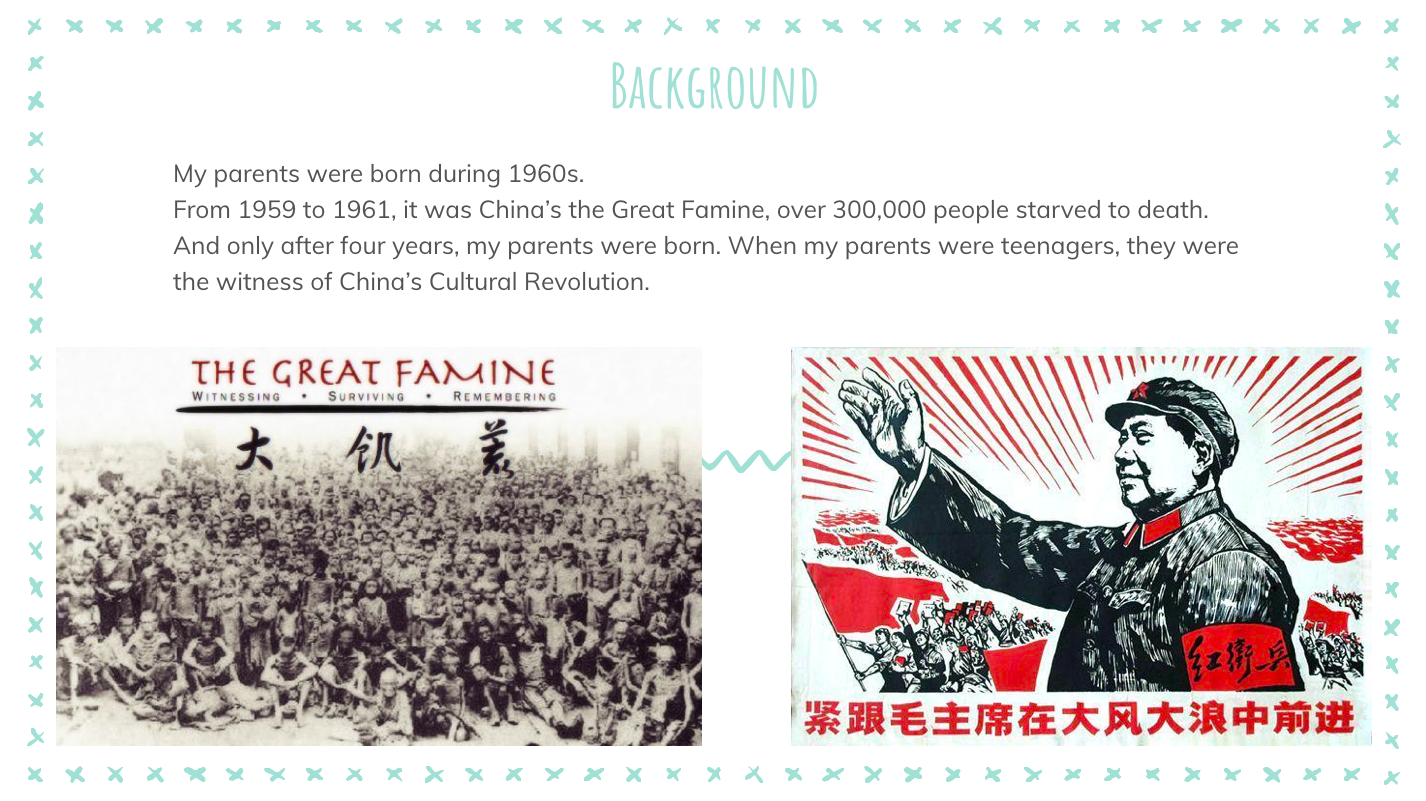 BACKGROUND
My parents were born during 1960s.
From 1959 to 1961, it was China’s the Great Famine, over 300,000 people starved to death.
And only after four years, my parents were born. When my parents were teenagers, they were
the witness of China’s Cultural Revolution.
THE GREAT FAMINE
WITNESSING • SURVIVING • REMEMBERING
大 饥 荒
红衛兵
紧跟毛主席在大风大浪中前进